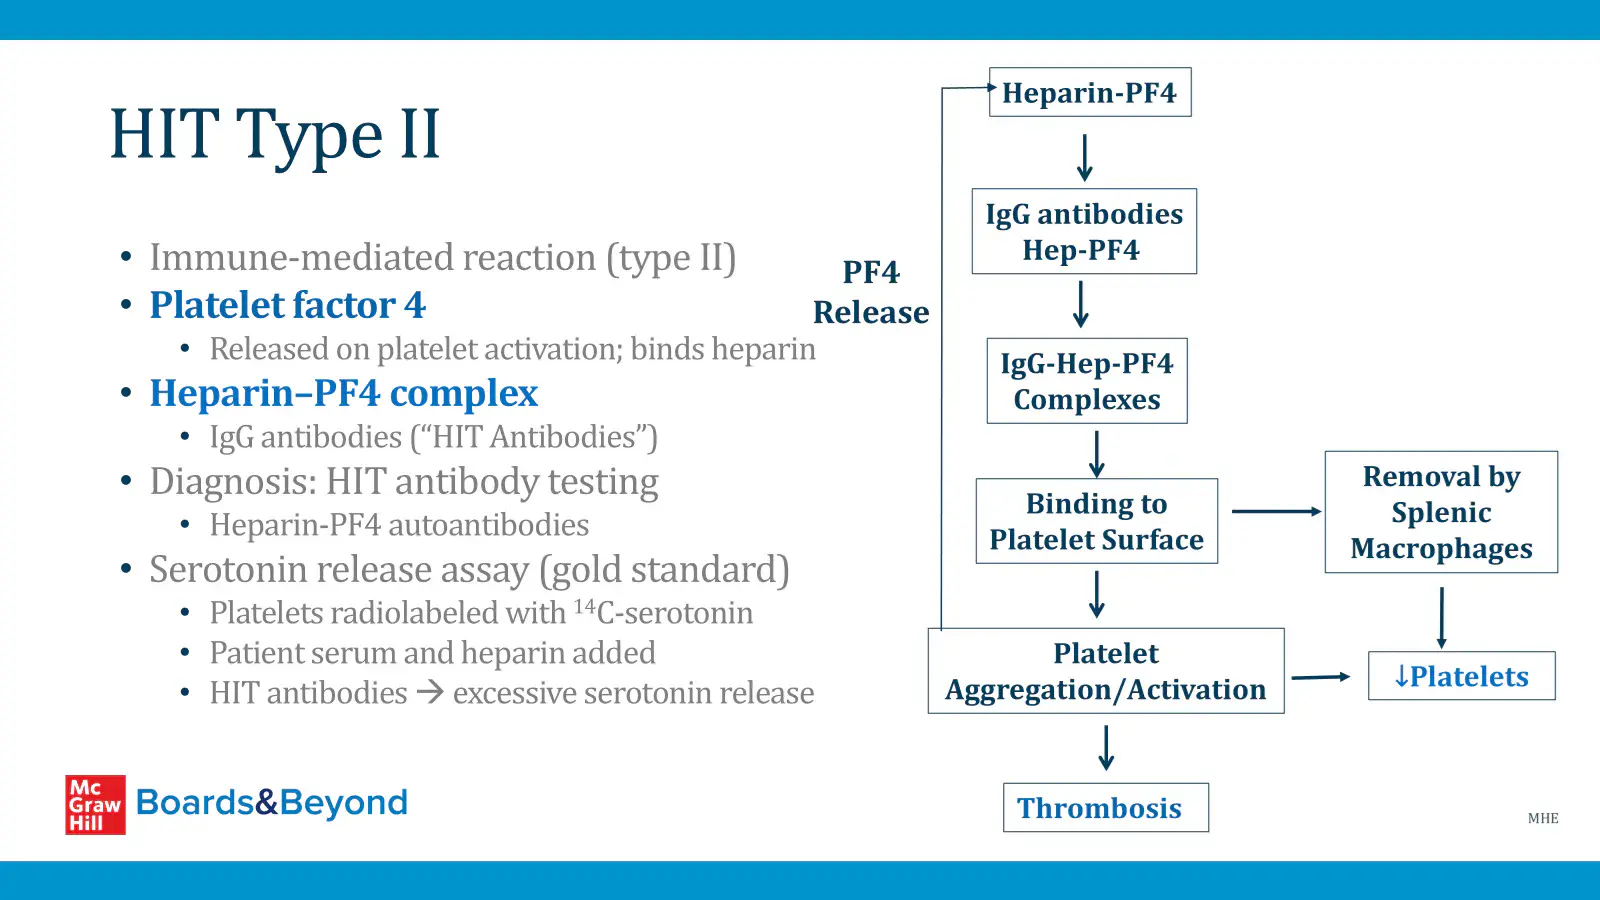 HIT Type II
• Immune-mediated reaction (type II)
• Platelet factor 4
• Released on platelet activation; binds heparin
• Heparin–PF4 complex
• IgG antibodies (“HIT Antibodies”)
• Diagnosis: HIT antibody testing
• Heparin-PF4 autoantibodies
• Serotonin release assay (gold standard)
• Platelets radiolabeled with ¹⁴C-serotonin
• Patient serum and heparin added
• HIT antibodies → excessive serotonin release
Heparin-PF4
IgG antibodies
Hep-PF4
PF4
Release
IgG-Hep-PF4
Complexes
Binding to
Platelet Surface
Removal by
Splenic
Macrophages
Platelet
Aggregation/Activation
↓Platelets
Thrombosis
Mc
Graw
Hill
Boards&Beyond
MHE